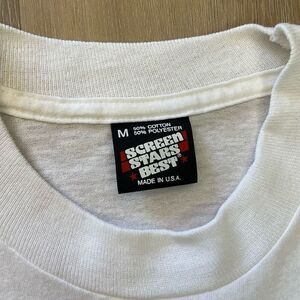 M 50% COTTON
50% POLYESTER
SCREEN
STARS
BEST
MADE IN U.S.A.